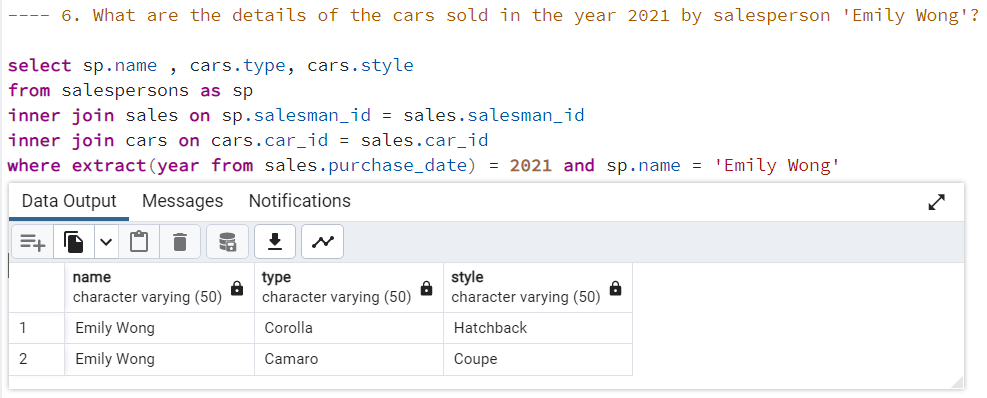 ---- 6. What are the details of the cars sold in the year 2021 by salesperson 'Emily Wong'?
select sp.name , cars.type, cars.style
from salespersons as sp
inner join sales on sp.salesman_id = sales.salesman_id
inner join cars on cars.car_id = sales.car_id
where extract(year from sales.purchase_date) = 2021 and sp.name = 'Emily Wong'
Data Output Messages Notifications
name type style
character varying (50) character varying (50) character varying (50)
1 Emily Wong Corolla Hatchback
2 Emily Wong Camaro Coupe